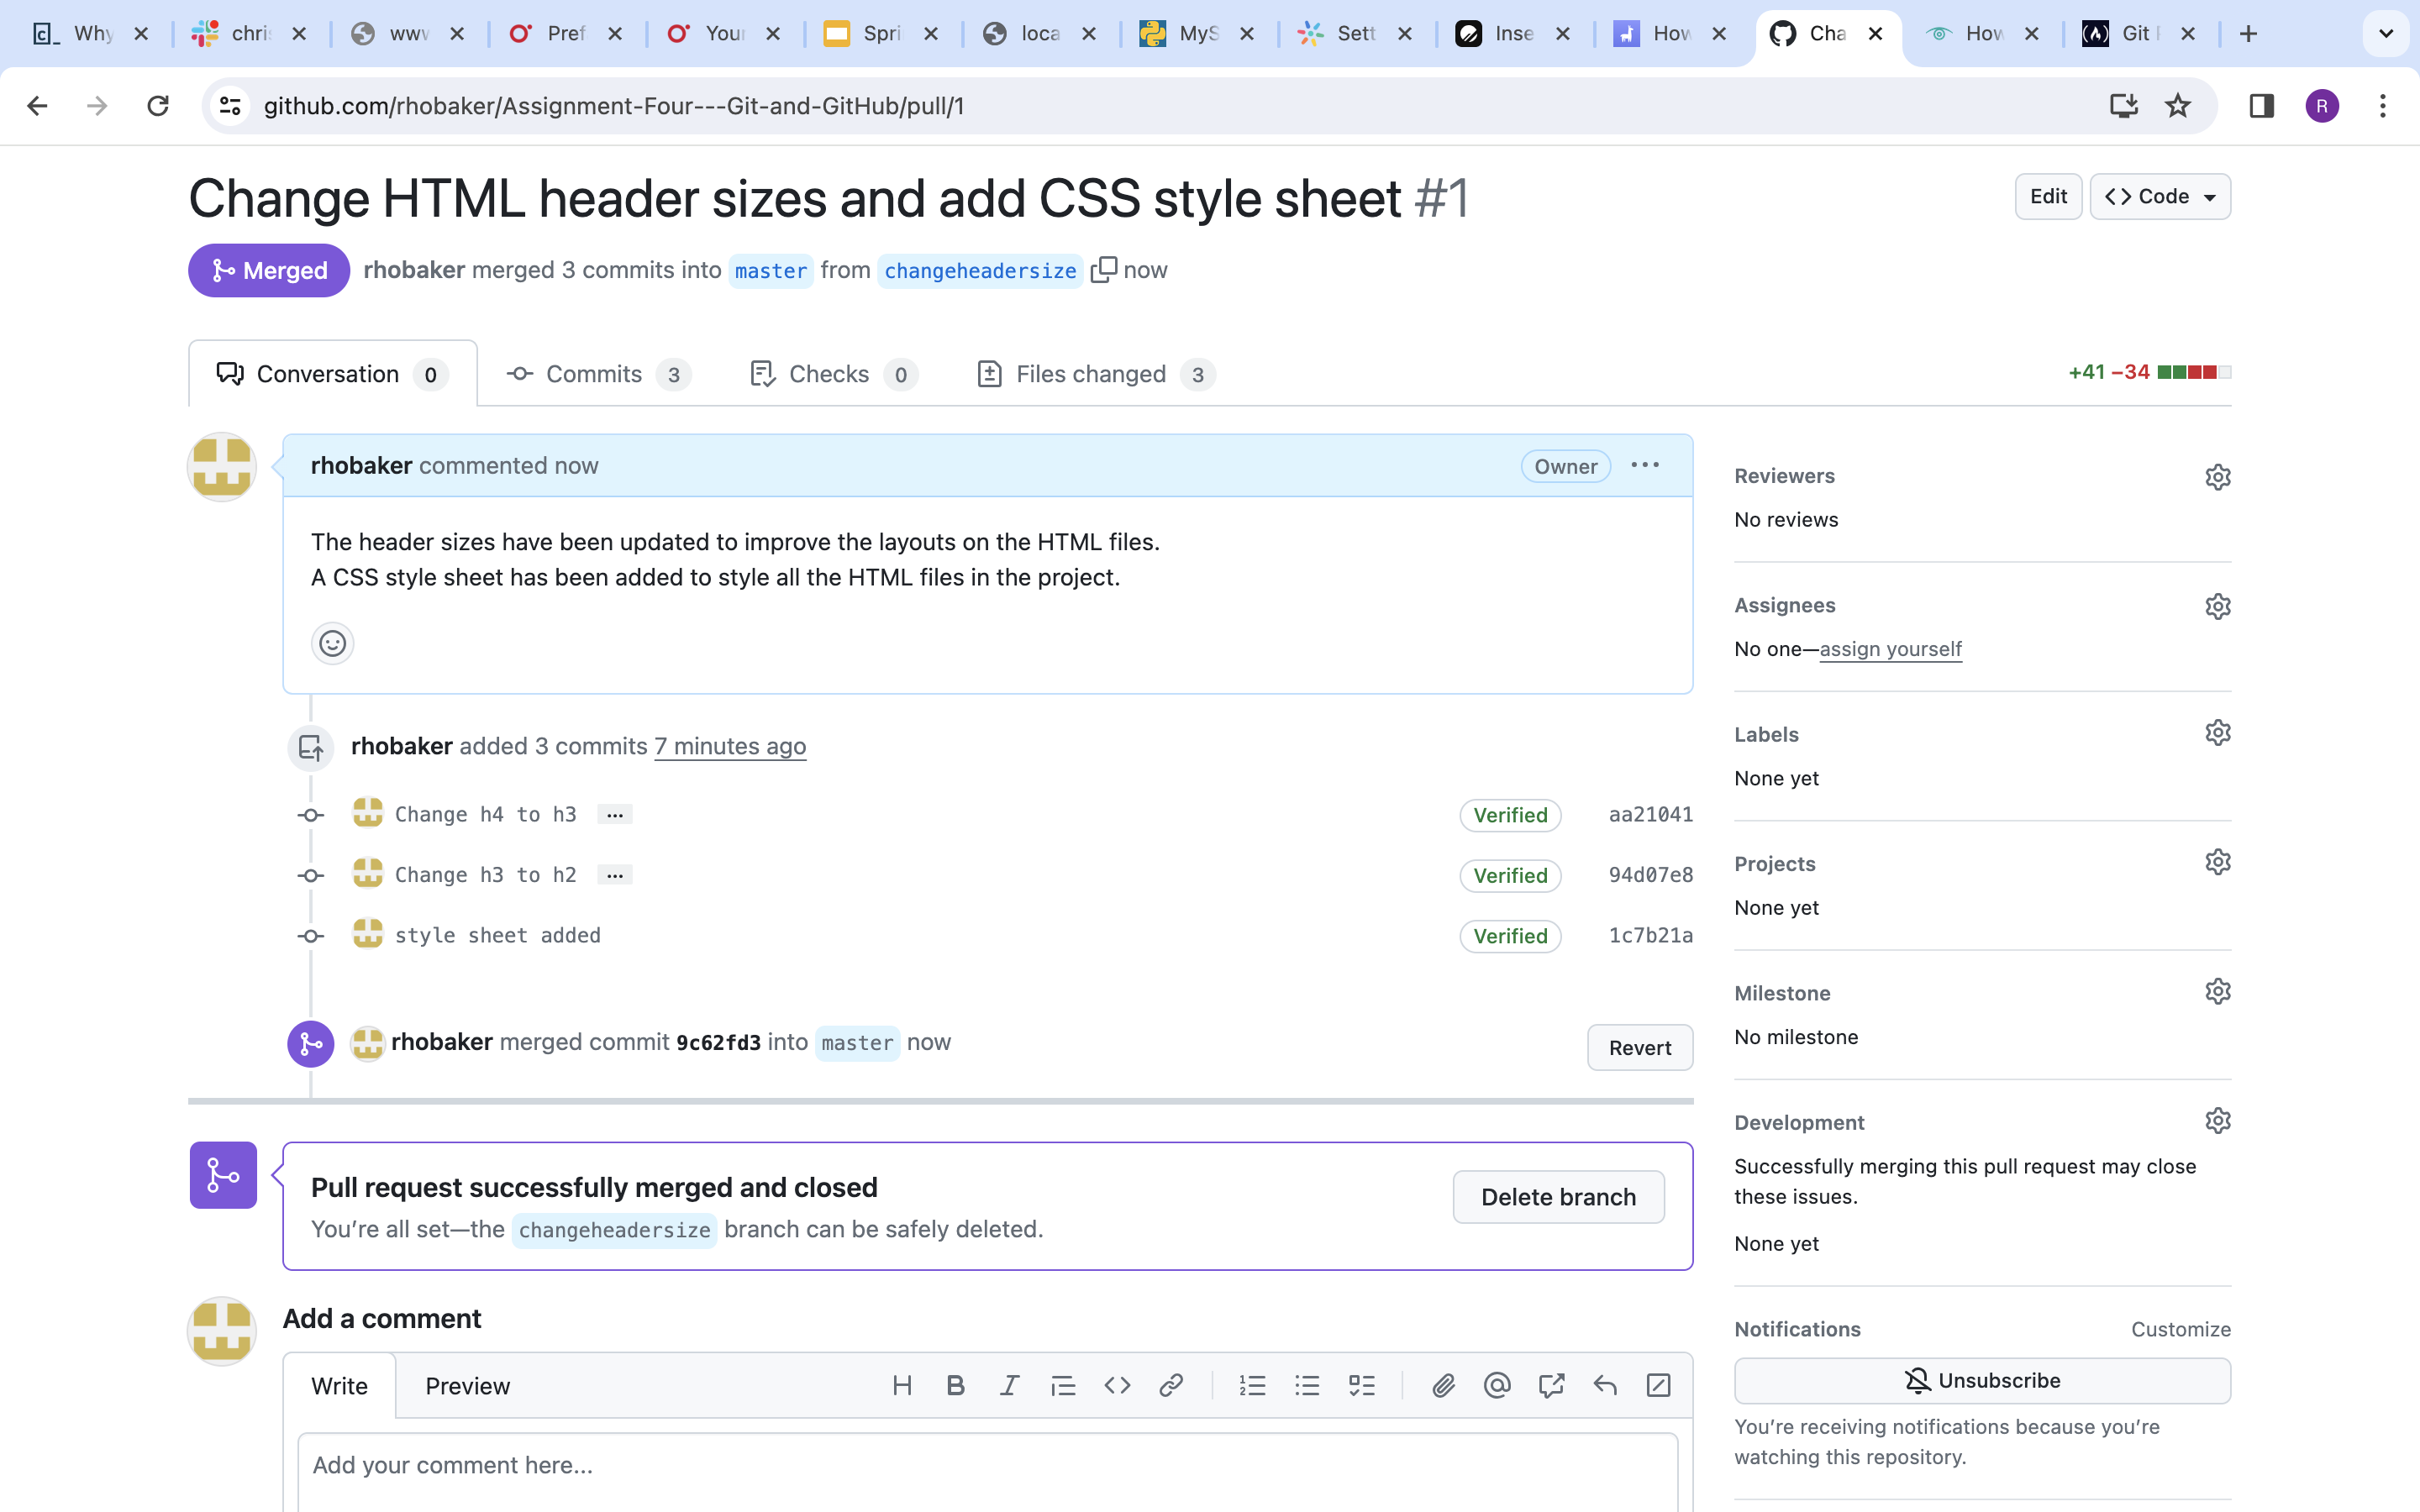 Why
chris
www
Pref
Your
Spri
loca
MyS
Sett
Inse
How
Cha
How
Git
github.com/rhobaker/Assignment-Four---Git-and-GitHub/pull/1
R
Change HTML header sizes and add CSS style sheet #1
Edit
Code
Merged
rhobaker merged 3 commits into master from changeheadersize now
Conversation 0
Commits 3
Checks 0
Files changed 3
+41 −34
rhobaker commented now
Owner
The header sizes have been updated to improve the layouts on the HTML files.
A CSS style sheet has been added to style all the HTML files in the project.
rhobaker added 3 commits 7 minutes ago
Change h4 to h3 ... Verified aa21041
Change h3 to h2 ... Verified 94d07e8
style sheet added Verified 1c7b21a
rhobaker merged commit 9c62fd3 into master now
Revert
Pull request successfully merged and closed
You’re all set—the changeheadersize branch can be safely deleted.
Delete branch
Add a comment
Write
Preview
Add your comment here...
Reviewers
No reviews
Assignees
No one—assign yourself
Labels
None yet
Projects
None yet
Milestone
No milestone
Development
Successfully merging this pull request may close
these issues.
None yet
Notifications
Customize
Unsubscribe
You’re receiving notifications because you’re
watching this repository.